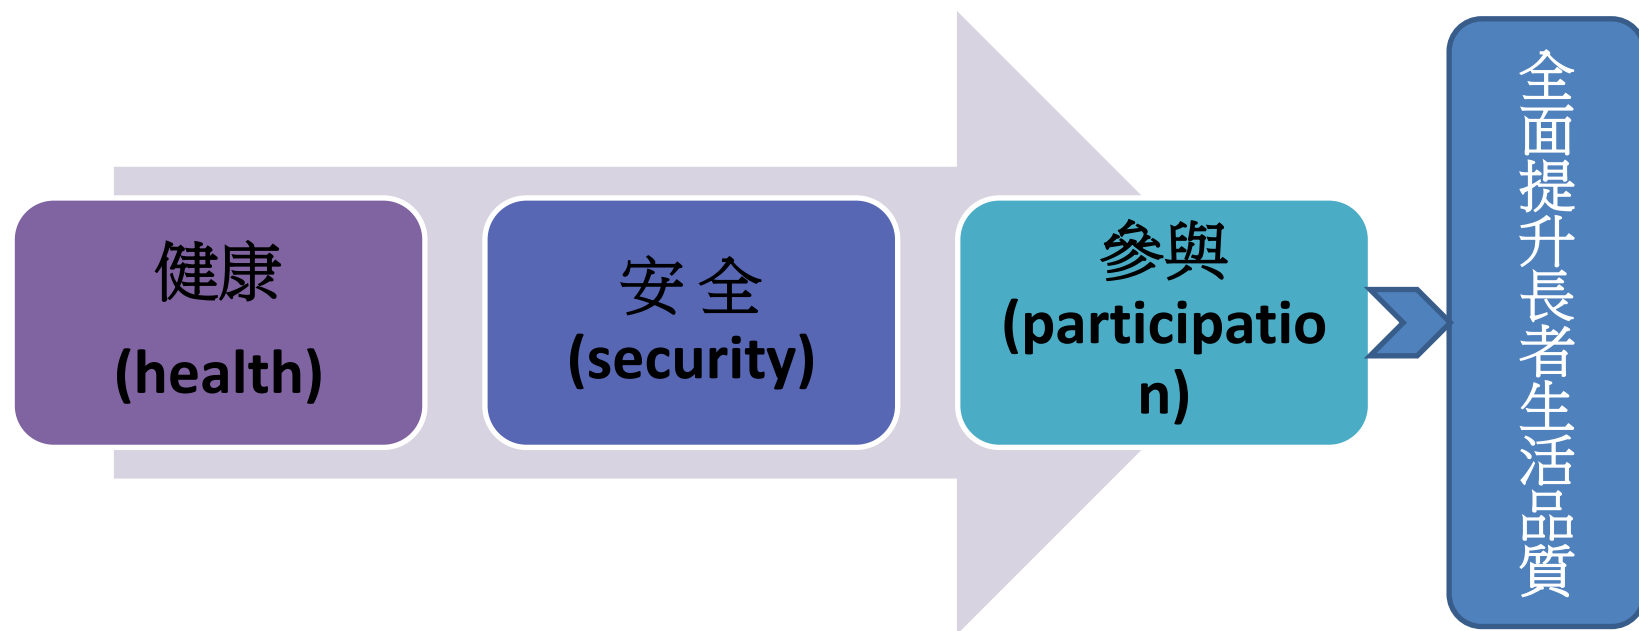 健康
(health)
安 全
(security)
參與
(participatio
n)
全面提升長者生活品質